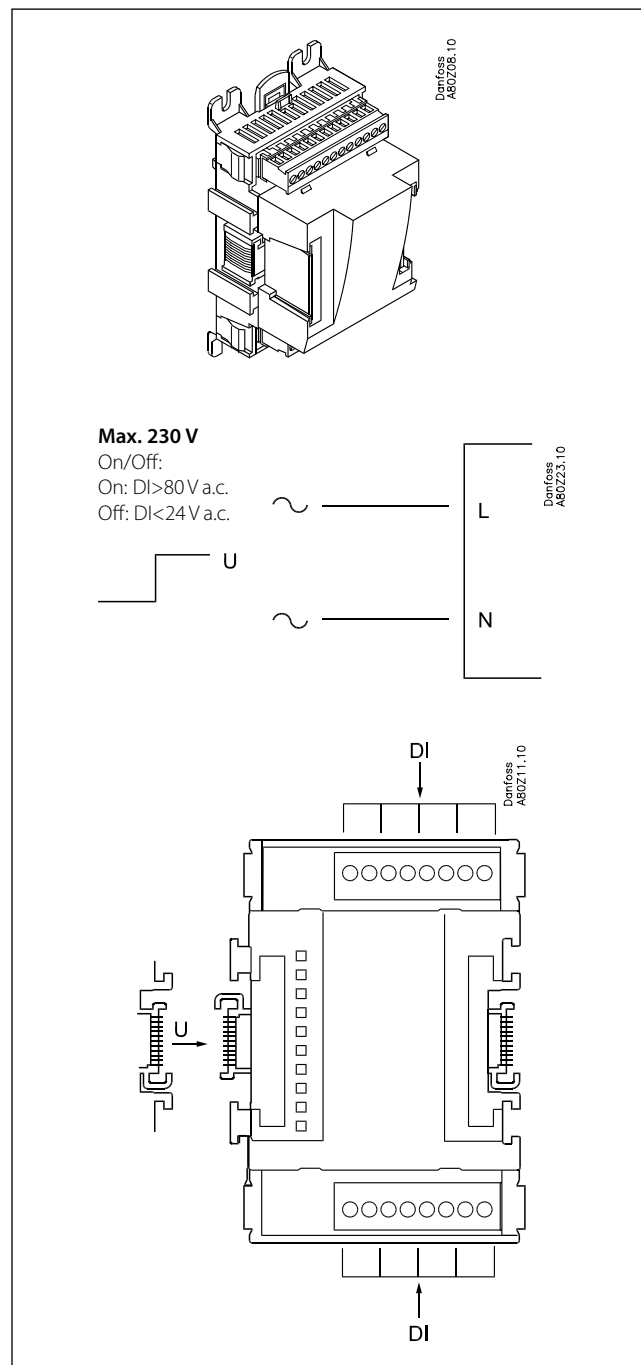 Danfoss
A80Z08.10
Max. 230 V
On/Off:
On: DI>80 V a.c.
Off: DI<24 V a.c.
U
L
N
Danfoss
A80Z23.10
DI
Danfoss
A80Z11.10
U
DI